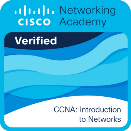 Networking
CISCO Academy
Verified
CCNA: Introduction
to Networks